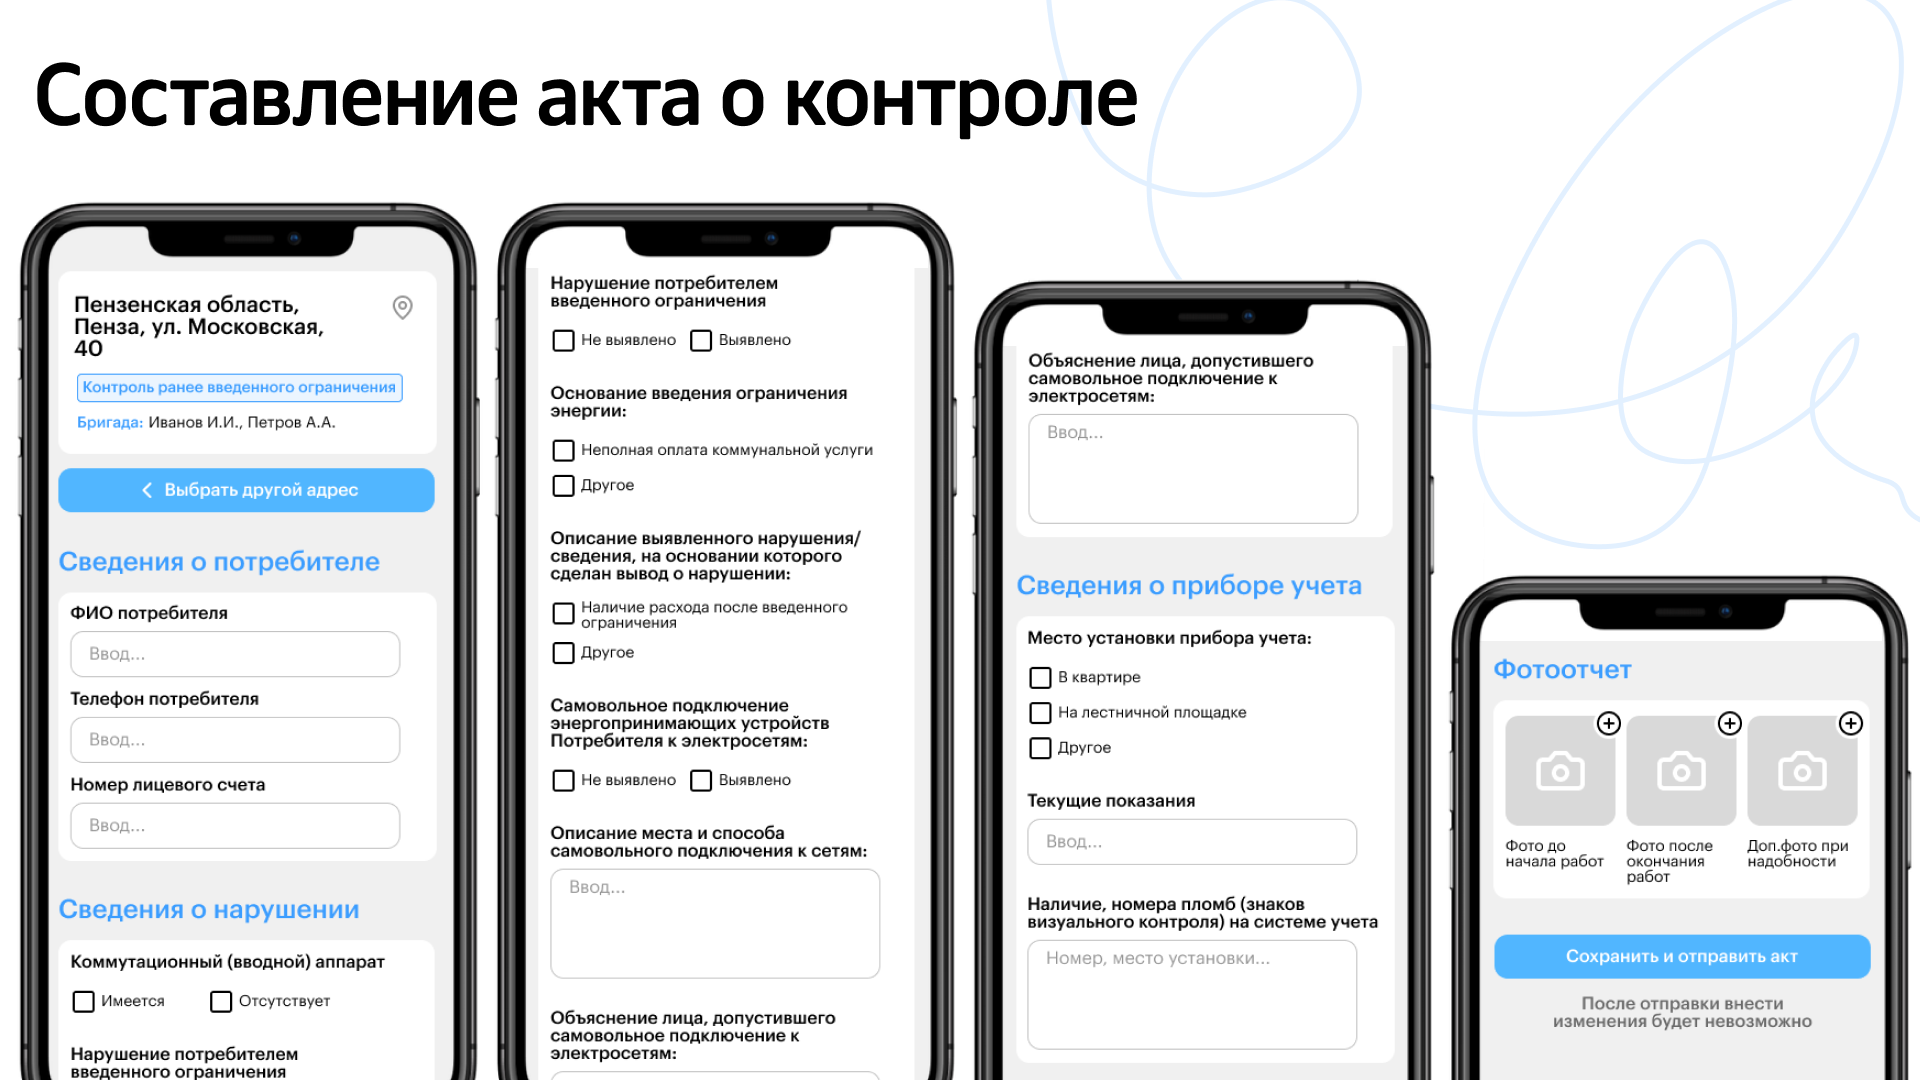 Составление акта о контроле
Пензенская область,
Пенза, ул. Московская,
40
Контроль ранее введенного ограничения
Бригада: Иванов И.И., Петров А.А.
Выбрать другой адрес
Сведения о потребителе
ФИО потребителя
Ввод...
Телефон потребителя
Ввод...
Номер лицевого счета
Ввод...
Сведения о нарушении
Коммутационный (вводной) аппарат
Имеется Отсутствует
Нарушение потребителем
введенного ограничения
Нарушение потребителем
введенного ограничения
Не выявлено Выявлено
Основание введения ограничения
энергии:
Неполная оплата коммунальной услуги
Другое
Описание выявленного нарушения/
сведения, на основании которого
сделан вывод о нарушении:
Наличие расхода после введенного
ограничения
Другое
Самовольное подключение
энергопринимающих устройств
Потребителя к электросетям:
Не выявлено Выявлено
Описание места и способа
самовольного подключения к сетям:
Ввод...
Объяснение лица, допустившего
самовольное подключение к
электросетям:
Объяснение лица, допустившего
самовольное подключение к
электросетям:
Ввод...
Сведения о приборе учета
Место установки прибора учета:
В квартире
На лестничной площадке
Другое
Текущие показания
Ввод...
Наличие, номера пломб (знаков
визуального контроля) на системе учета
Номер, место установки...
Фотоотчет
Фото до
начала работ
Фото после
окончания
работ
Доп.фото при
надобности
Сохранить и отправить акт
После отправки внести
изменения будет невозможно